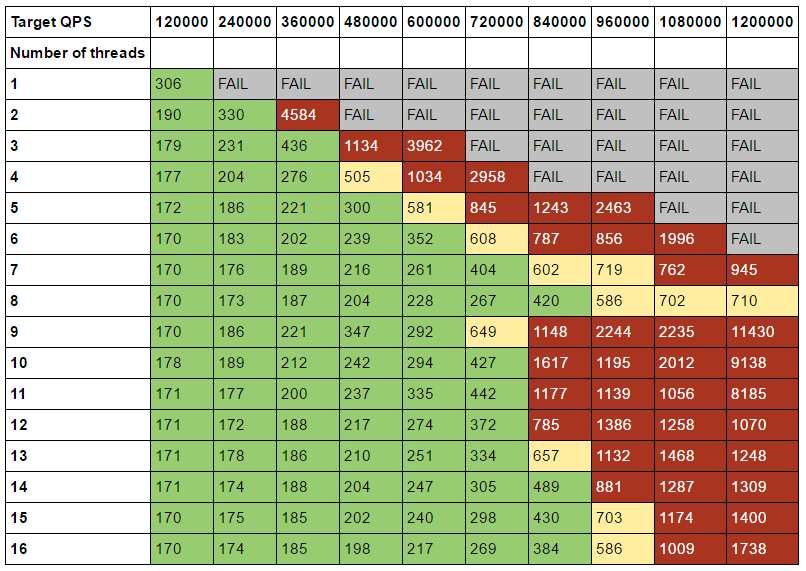 Target QPS 120000 240000 360000 480000 600000 720000 840000 960000 1080000 1200000
Number of threads
1 306 FAIL FAIL FAIL FAIL FAIL FAIL FAIL FAIL FAIL
2 190 330 4584 FAIL FAIL FAIL FAIL FAIL FAIL FAIL
3 179 231 436 1134 3962 FAIL FAIL FAIL FAIL FAIL
4 177 204 276 505 1034 2958 FAIL FAIL FAIL FAIL
5 172 186 221 300 581 845 1243 2463 FAIL FAIL
6 170 183 202 239 352 608 787 856 1996 FAIL
7 170 176 189 216 261 404 602 719 762 945
8 170 173 187 204 228 267 420 586 702 710
9 170 186 221 347 292 649 1148 2244 2235 11430
10 178 189 212 242 294 427 1617 1195 2012 9138
11 171 177 200 237 335 442 1177 1139 1056 8185
12 171 172 188 217 274 372 785 1386 1258 1070
13 171 178 186 210 251 334 657 1132 1468 1248
14 171 174 188 204 247 305 489 881 1287 1309
15 170 175 185 202 240 298 430 703 1174 1400
16 170 174 185 198 217 269 384 586 1009 1738